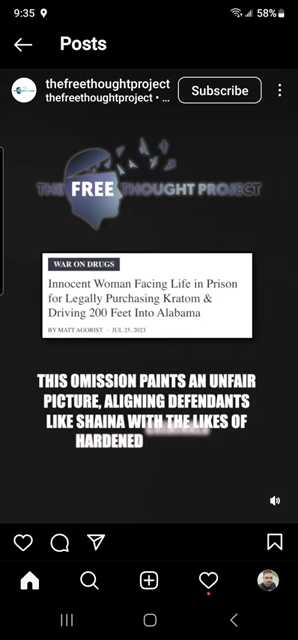 9:35
58%
Posts
thefreethoughtproject
thefreethoughtproject • ...
Subscribe
THE FREE THOUGHT PROJECT
WAR ON DRUGS
Innocent Woman Facing Life in Prison
for Legally Purchasing Kratom &
Driving 200 Feet Into Alabama
BY MATT AGORIST - JUL 25, 2023
THIS OMISSION PAINTS AN UNFAIR
PICTURE, ALIGNING DEFENDANTS
LIKE SHAINA WITH THE LIKES OF
HARDENED